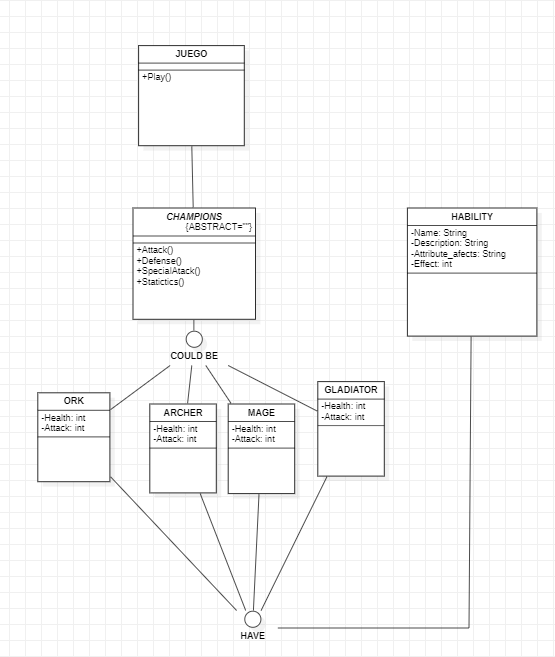 JUEGO
+Play()
CHAMPIONS
{ABSTRACT=""}
+Attack()
+Defense()
+SpecialAtack()
+Statictics()
HABILITY
-Name: String
-Description: String
-Attribute_afects: String
-Effect: int
COULD BE
ORK
-Health: int
-Attack: int
ARCHER
-Health: int
-Attack: int
MAGE
-Health: int
-Attack: int
GLADIATOR
-Health: int
-Attack: int
HAVE